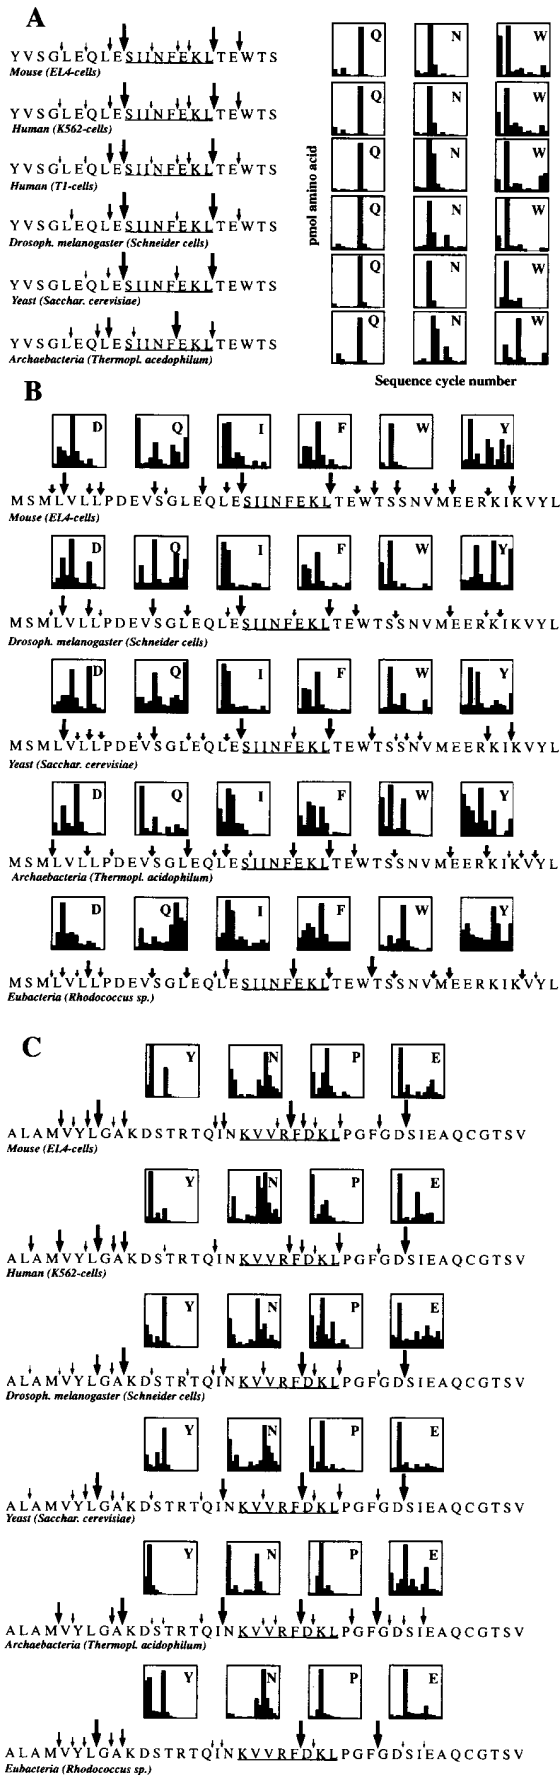 A
Q N W
YVSGLEQLESIINFEKLTEWTS
Mouse (EL4-cells)
Q N W
YVSGLEQLESIINFEKLTEWTS
Human (K562-cells)
Q N W
YVSGLEQLESIINFEKLTEWTS
Human (T1-cells)
Q N W
YVSGLEQLESIINFEKLTEWTS
Drosoph. melanogaster (Schneider cells)
Q N W
YVSGLEQLESIINFEKLTEWTS
Yeast (Sacchar. cerevisiae)
Q N W
YVSGLEQLESIINFEKLTEWTS
Archaebacteria (Thermopl. acedophilum)
pmol amino acid
Sequence cycle number
B
D Q I F W Y
MSMLVLLPDEVSGLEQLESIINFEKLTEWTSSNVMEERKIKVYL
Mouse (EL4-cells)
D Q I F W Y
MSMLVLLPDEVSGLEQLESIINFEKLTEWTSSNVMEERKIKVYL
Drosoph. melanogaster (Schneider cells)
D Q I F W Y
MSMLVLLPDEVSGLEQLESIINFEKLTEWTSSNVMEERKIKVYL
Yeast (Sacchar. cerevisiae)
D Q I F W Y
MSMLVLLPDEVSGLEQLESIINFEKLTEWTSSNVMEERKIKVYL
Archaebacteria (Thermopl. acidophilum)
D Q I F W Y
MSMLVLLPDEVSGLEQLESIINFEKLTEWTSSNVMEERKIKVYL
Eubacteria (Rhodococcus sp.)
C
Y N P E
ALAMVYLGAKDSTRTQINKVVRFDKLPGFGDSIEAQCGTSV
Mouse (EL4-cells)
Y N P E
ALAMVYLGAKDSTRTQINKVVRFDKLPGFGDSIEAQCGTSV
Human (K562-cells)
Y N P E
ALAMVYLGAKDSTRTQINKVVRFDKLPGFGDSIEAQCGTSV
Drosoph. melanogaster (Schneider cells)
Y N P E
ALAMVYLGAKDSTRTQINKVVRFDKLPGFGDSIEAQCGTSV
Yeast (Sacchar. cerevisiae)
Y N P E
ALAMVYLGAKDSTRTQINKVVRFDKLPGFGDSIEAQCGTSV
Archaebacteria (Thermopl. acidophilum)
Y N P E
ALAMVYLGAKDSTRTQINKVVRFDKLPGFGDSIEAQCGTSV
Eubacteria (Rhodococcus sp.)